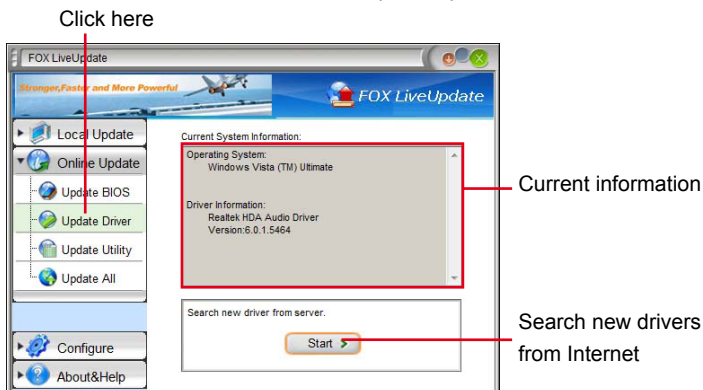 Click here
FOX LiveUpdate
Stronger,Faster and More Powerful
FOX LiveUpdate
Local Update
Online Update
Update BIOS
Update Driver
Update Utility
Update All
Configure
About&Help
Current System Information:
Operating System:
Windows Vista (TM) Ultimate
Driver Information:
Realtek HDA Audio Driver
Version:6.0.1.5464
Current information
Search new driver from server.
Start
Search new drivers
from Internet